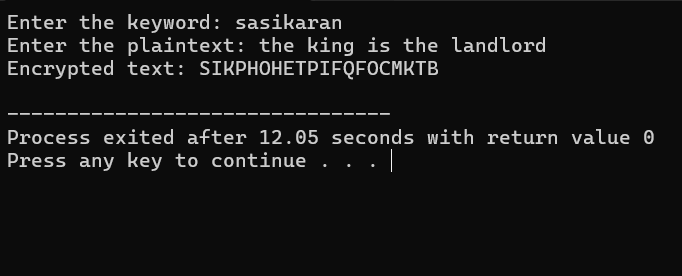 Enter the keyword: sasikaran
Enter the plaintext: the king is the landlord
Encrypted text: SIKPHOHETPIFQFOCMKTB
--------------------------------
Process exited after 12.05 seconds with return value 0
Press any key to continue . . .